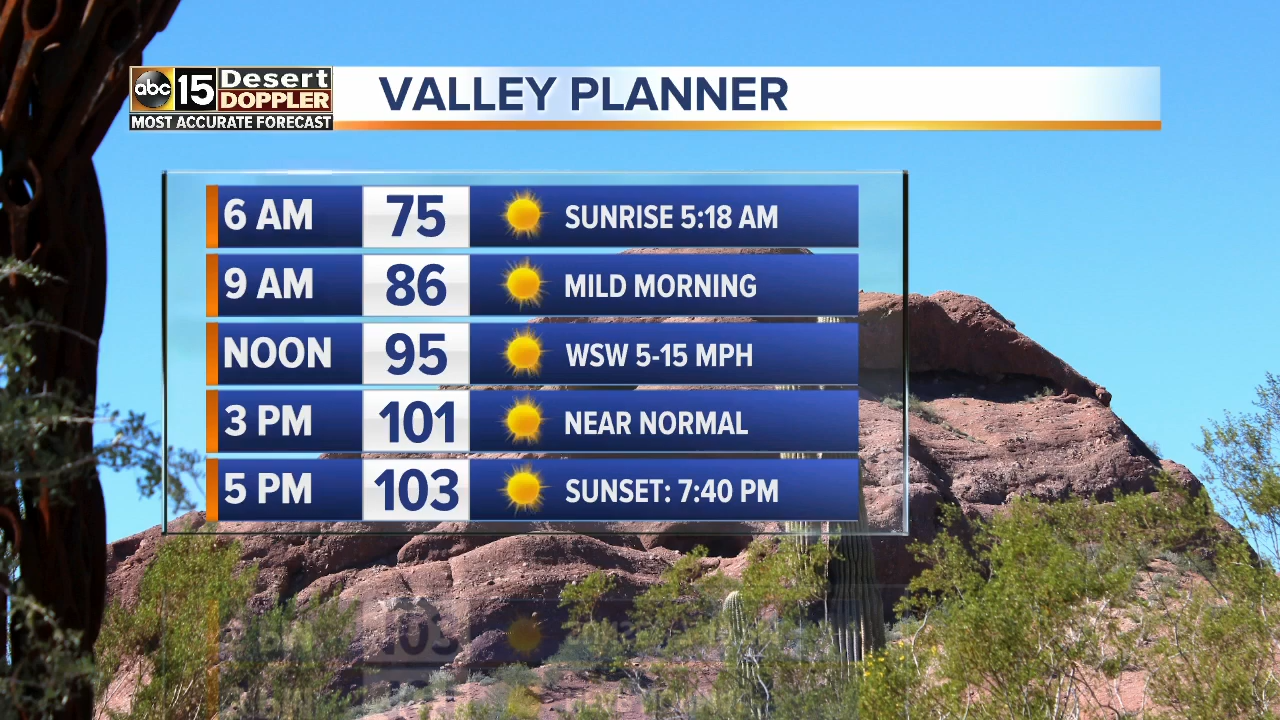 abc 15 Desert DOPPLER
MOST ACCURATE FORECAST
VALLEY PLANNER
6 AM 75 SUNRISE 5:18 AM
9 AM 86 MILD MORNING
NOON 95 WSW 5-15 MPH
3 PM 101 NEAR NORMAL
5 PM 103 SUNSET: 7:40 PM